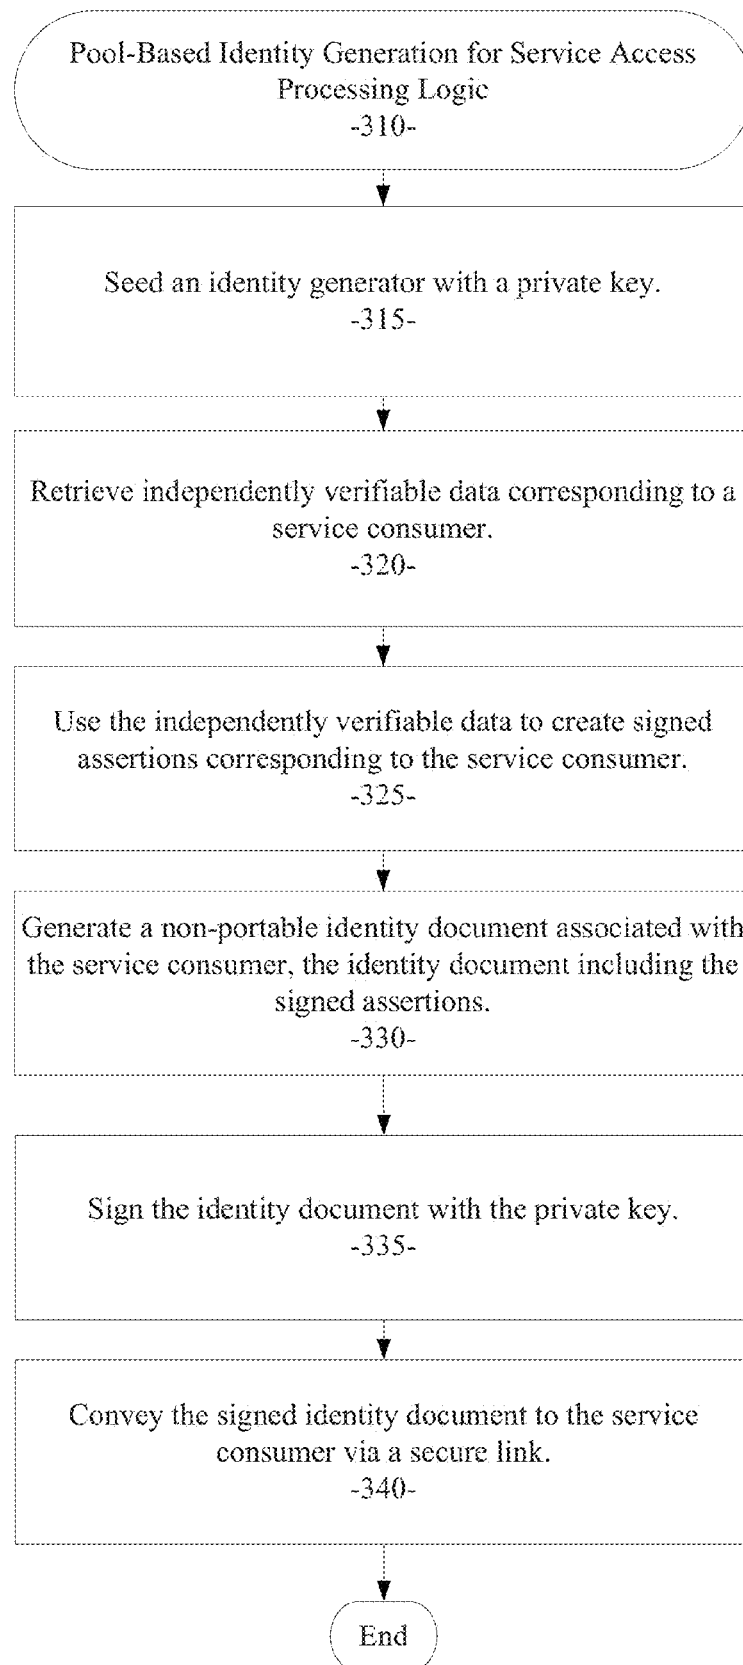 Pool-Based Identity Generation for Service Access
Processing Logic
-310-
Seed an identity generator with a private key.
-315-
Retrieve independently verifiable data corresponding to a
service consumer.
-320-
Use the independently verifiable data to create signed
assertions corresponding to the service consumer.
-325-
Generate a non-portable identity document associated with
the service consumer, the identity document including the
signed assertions.
-330-
Sign the identity document with the private key.
-335-
Convey the signed identity document to the service
consumer via a secure link.
-340-
End